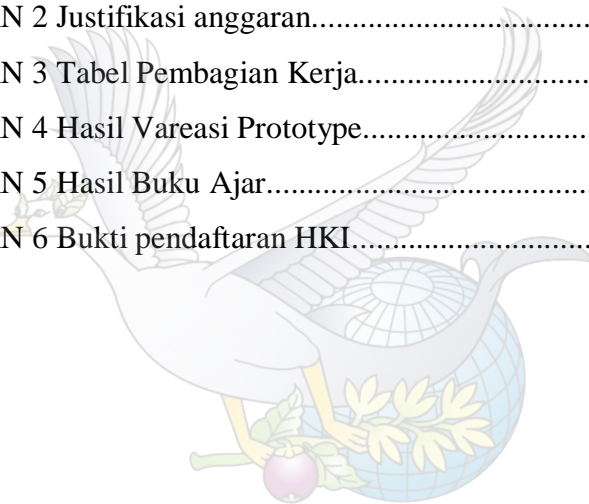 N 2 Justifikasi anggaran..........................................
N 3 Tabel Pembagian Kerja...................................
N 4 Hasil Vareasi Prototype..................................
N 5 Hasil Buku Ajar................................................
N 6 Bukti pendaftaran HKI....................................